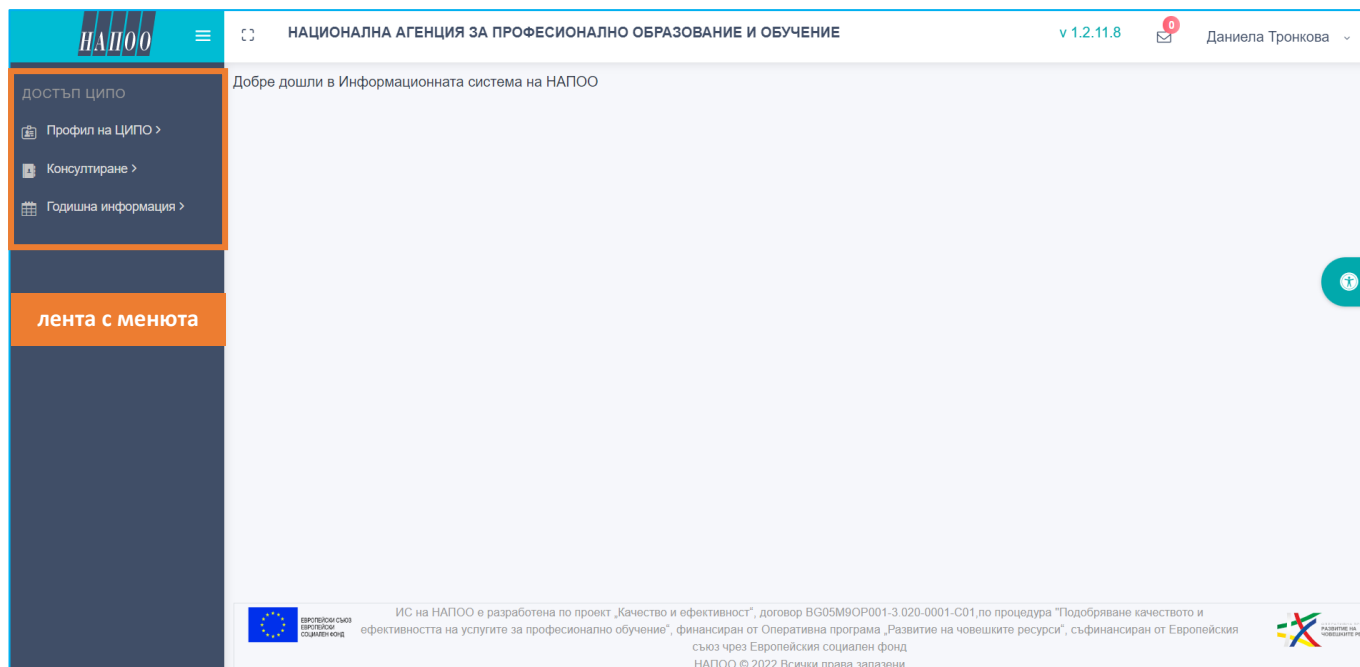 НАПОО
НАЦИОНАЛНА АГЕНЦИЯ ЗА ПРОФЕСИОНАЛНО ОБРАЗОВАНИЕ И ОБУЧЕНИЕ
v 1.2.11.8
0
Даниела Тронкова
ДОСТЪП ЦИПО
Профил на ЦИПО >
Консултиране >
Годишна информация >
лента с менюта
Добре дошли в Информационната система на НАПОО
ЕВРОПЕЙСКИ СЪЮЗ
ЕВРОПЕЙСКИ
СОЦИАЛЕН ФОНД
ИС на НАПОО е разработена по проект „Качество и ефективност", договор BG05M9OP001-3.020-0001-C01,по процедура "Подобряване качеството и
ефективността на услугите за професионално обучение", финансиран от Оперативна програма „Развитие на човешките ресурси", съфинансиран от Европейския
съюз чрез Европейския социален фонд
НАПОО © 2022 Всички права запазени
РАЗВИТИЕ НА
ЧОВЕШКИТЕ